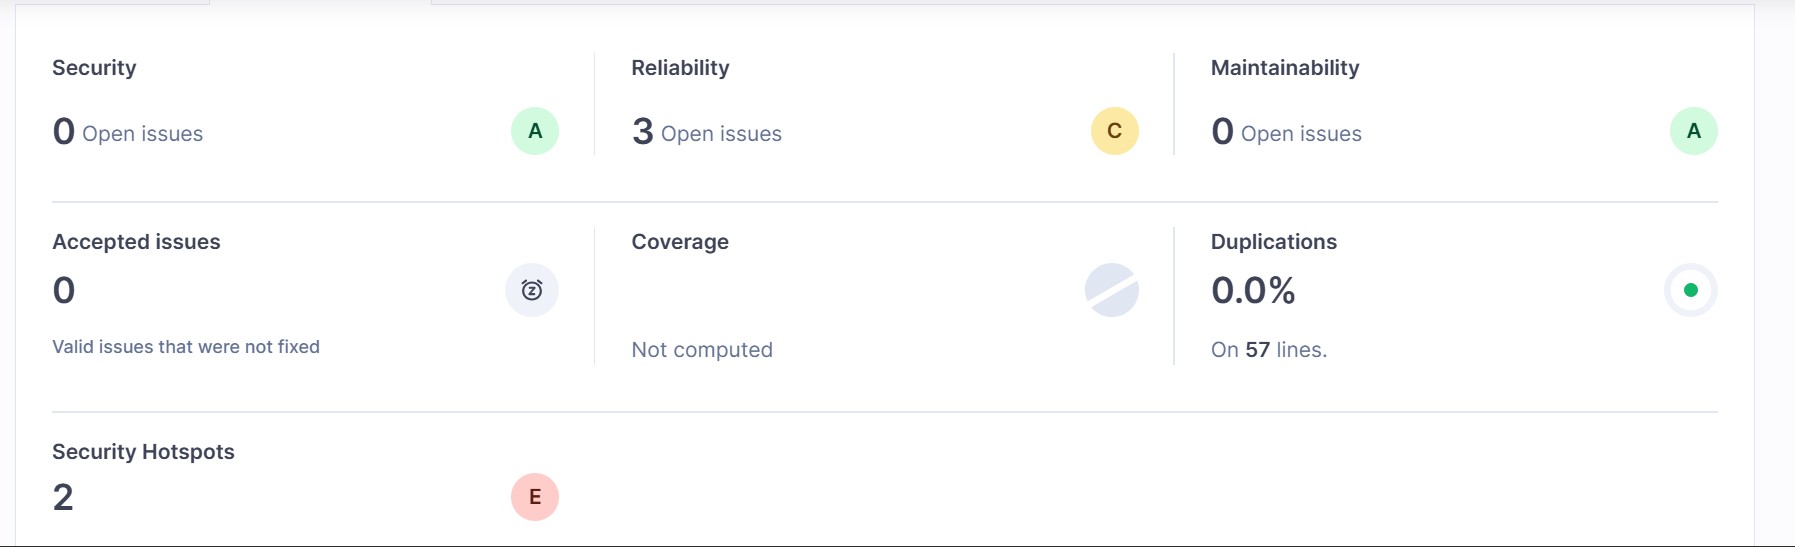 Security
0 Open issues
A
Reliability
3 Open issues
C
Maintainability
0 Open issues
A
Accepted issues
0
Valid issues that were not fixed
Coverage
Not computed
Duplications
0.0%
On 57 lines.
Security Hotspots
2
E